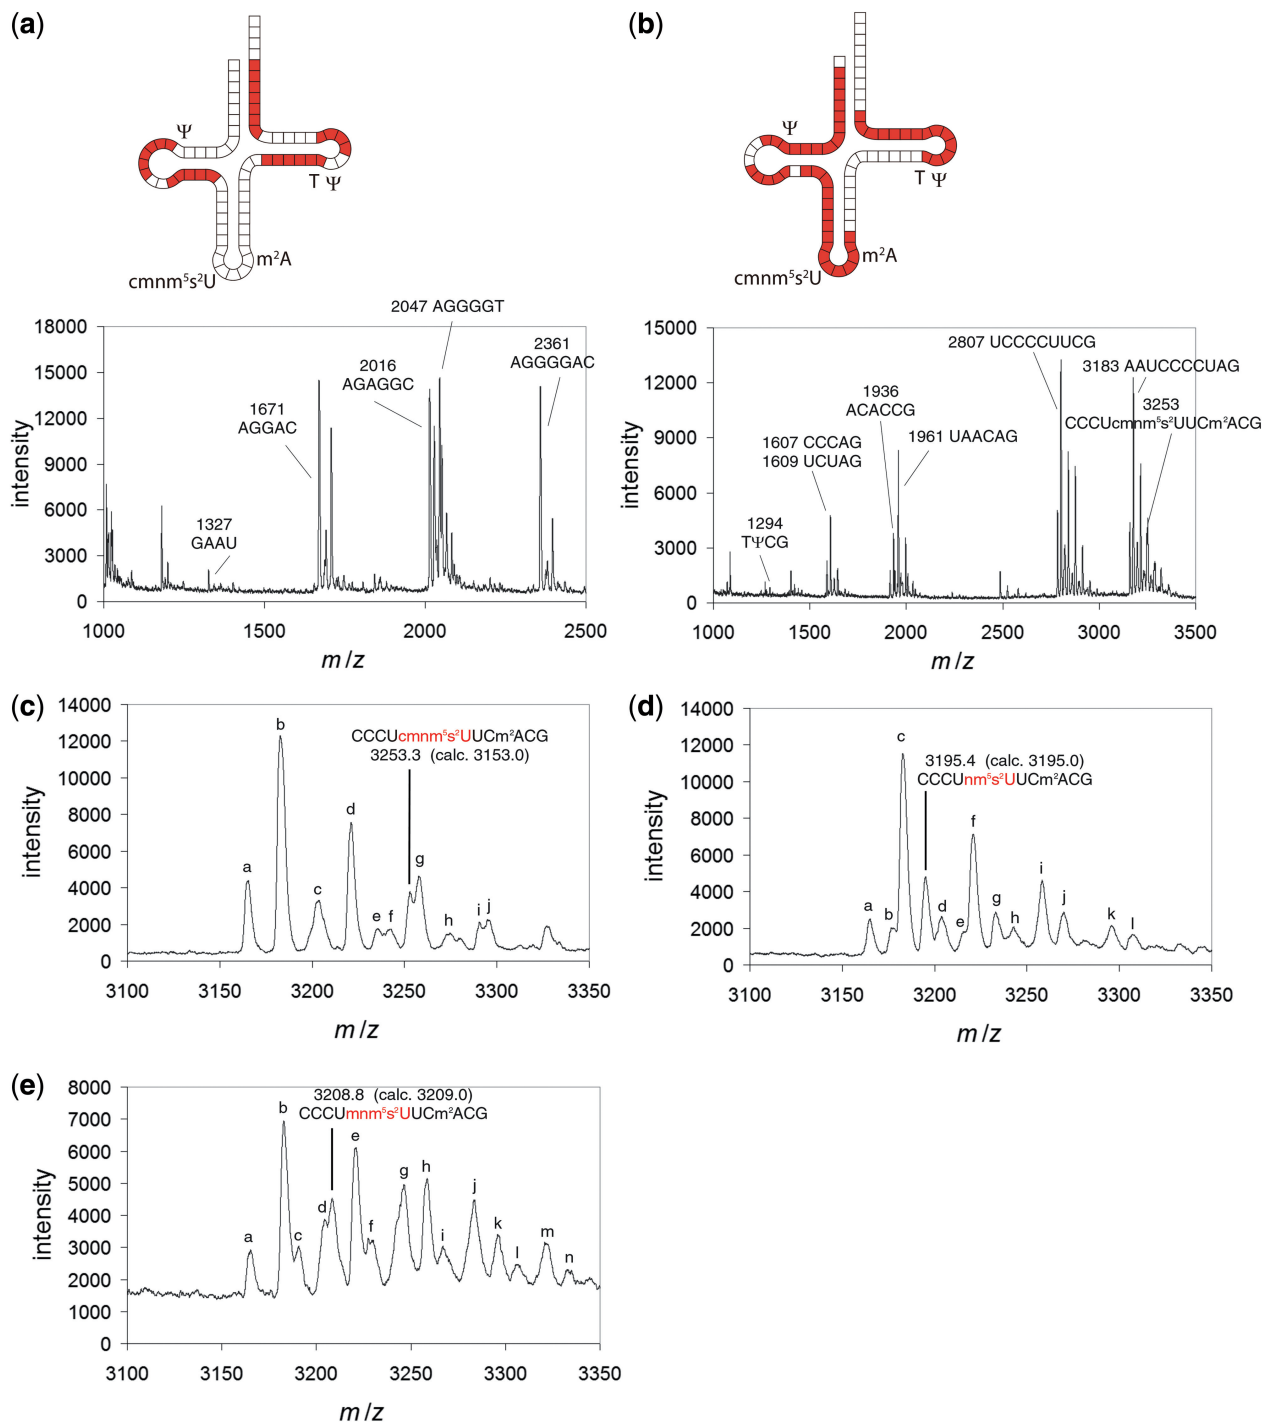 (a)
Ψ
T Ψ
m²A
cmnm⁵s²U
2047 AGGGGT
2016
AGAGGC
2361
AGGGGAC
1671
AGGAC
1327
GAAU
18000
15000
12000
9000
6000
3000
0
intensity
1000
1500
2000
2500
m/z
(b)
Ψ
T Ψ
m²A
cmnm⁵s²U
2807 UCCCCUUCG
3183 AAUCCCCUAG
3253
CCCUcmnm⁵s²UUCm²ACG
1936
ACACCG
1961 UAACAG
1607 CCCAG
1609 UCUAG
1294
TΨCG
15000
12000
9000
6000
3000
0
intensity
1000
1500
2000
2500
3000
3500
m/z
(c)
CCCUcmnm⁵s²UUCm²ACG
3253.3 (calc. 3153.0)
a
b
c
d
e
f
g
h
i
j
14000
12000
10000
8000
6000
4000
2000
0
intensity
3100
3150
3200
3250
3300
3350
m/z
(d)
3195.4 (calc. 3195.0)
CCCUnm⁵s²UUCm²ACG
a
b
c
d
e
f
g
h
i
j
k
l
14000
12000
10000
8000
6000
4000
2000
0
intensity
3100
3150
3200
3250
3300
3350
m/z
(e)
3208.8 (calc. 3209.0)
CCCUmnm⁵s²UUCm²ACG
a
b
c
d
e
f
g
h
i
j
k
l
m
n
8000
7000
6000
5000
4000
3000
2000
1000
0
intensity
3100
3150
3200
3250
3300
3350
m/z